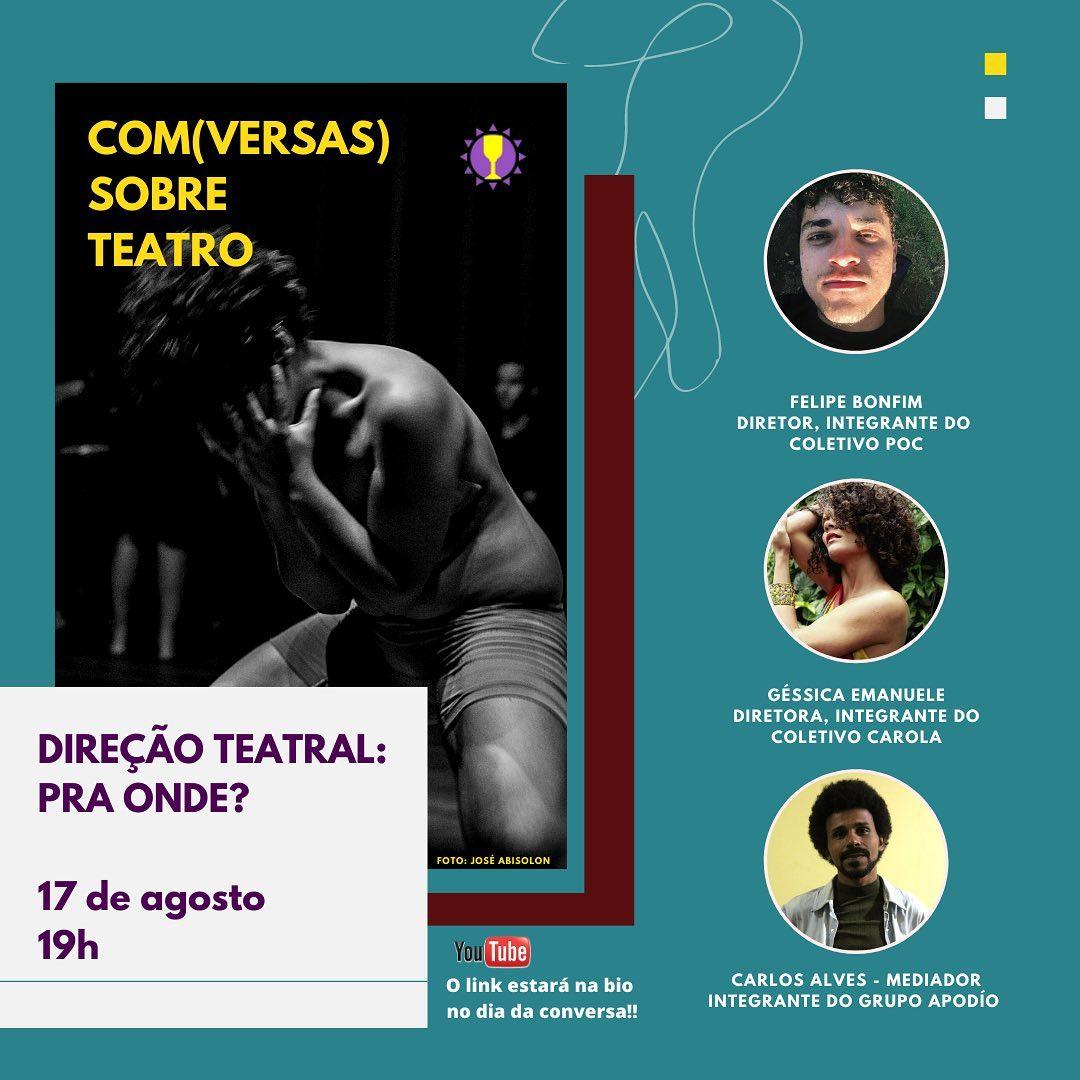 COM(VERSAS)
SOBRE
TEATRO
DIREÇÃO TEATRAL:
PRA ONDE?
17 de agosto
19h
FOTO: JOSÉ ABISOLON
YouTube
O link estará na bio
no dia da conversa!!
FELIPE BONFIM
DIRETOR, INTEGRANTE DO
COLETIVO POC
GÉSSICA EMANUELE
DIRETORA, INTEGRANTE DO
COLETIVO CAROLA
CARLOS ALVES - MEDIADOR
INTEGRANTE DO GRUPO APODÍO